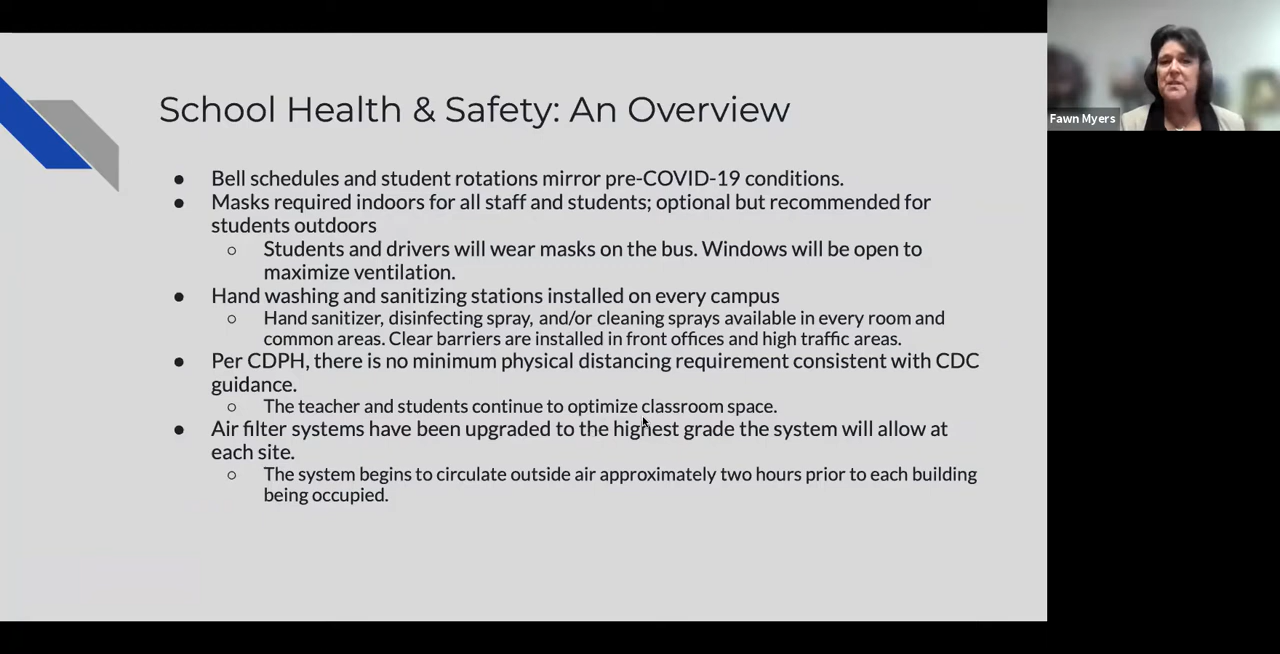 School Health & Safety: An Overview
● Bell schedules and student rotations mirror pre-COVID-19 conditions.
● Masks required indoors for all staff and students; optional but recommended for
students outdoors
○ Students and drivers will wear masks on the bus. Windows will be open to
maximize ventilation.
● Hand washing and sanitizing stations installed on every campus
○ Hand sanitizer, disinfecting spray, and/or cleaning sprays available in every room and
common areas. Clear barriers are installed in front offices and high traffic areas.
● Per CDPH, there is no minimum physical distancing requirement consistent with CDC
guidance.
○ The teacher and students continue to optimize classroom space.
● Air filter systems have been upgraded to the highest grade the system will allow at
each site.
○ The system begins to circulate outside air approximately two hours prior to each building
being occupied.
Fawn Myers